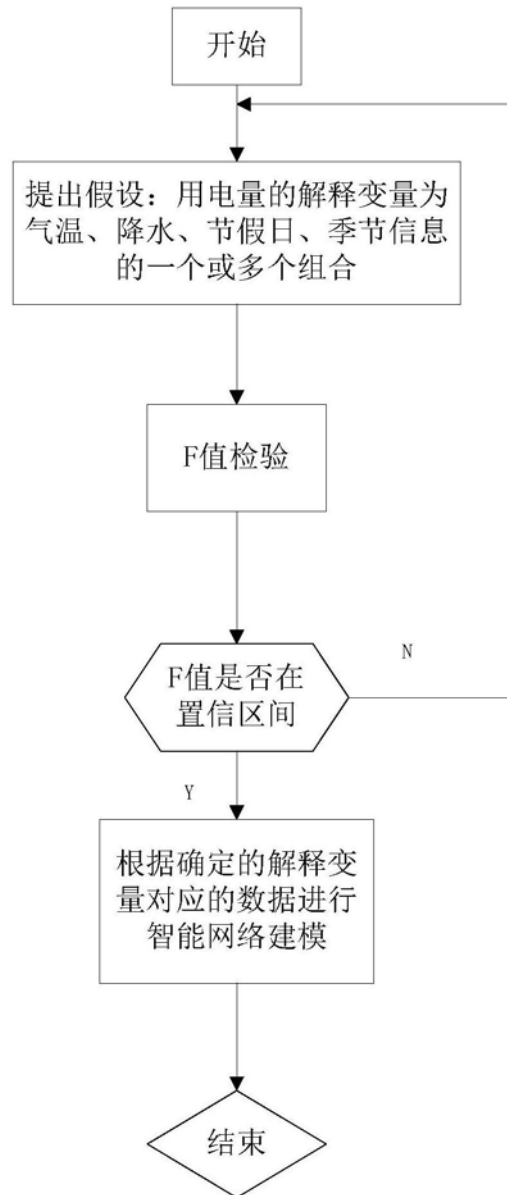 开始
提出假设：用电量的解释变量为
气温、降水、节假日、季节信息
的一个或多个组合
F值检验
F值是否在
置信区间
N
Y
根据确定的解释变
量对应的数据进行
智能网络建模
结束